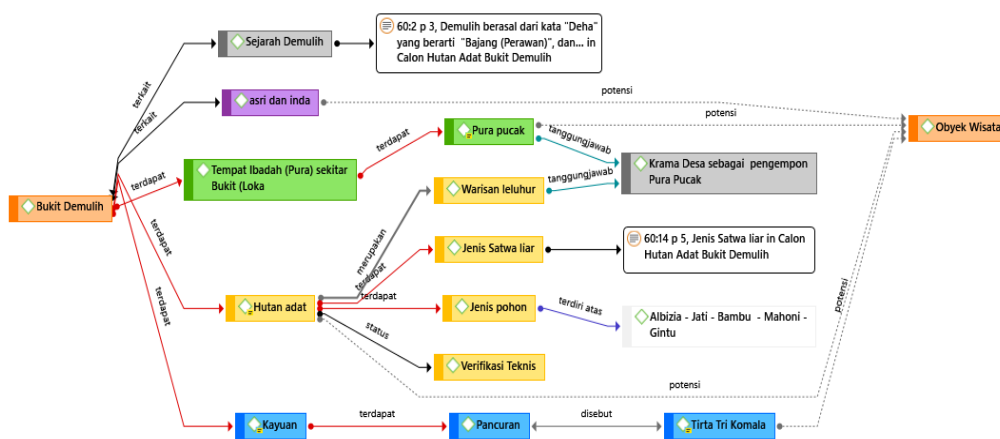 60:2 p 3, Demulih berasal dari kata "Deha"
yang berarti "Bajang (Perawan)", dan... in
Calon Hutan Adat Bukit Demulih
Sejarah Demulih
terkait
asri dan inda
terkait
potensi
potensi
Obyek Wisata
Pura pucak
terdapat
tanggungjawab
Krama Desa sebagai pengempon
Pura Pucak
tanggungjawab
Tempat Ibadah (Pura) sekitar
Bukit (Loka
terdapat
Warisan leluhur
Bukit Demulih
merupakan
60:14 p 5, Jenis Satwa liar in Calon
Hutan Adat Bukit Demulih
Jenis Satwa liar
terdapat
terdapat
Hutan adat
terdapat
Jenis pohon
terdiri atas
Albizia - Jati - Bambu - Mahoni -
Gintu
potensi
terdapat
status
Verifikasi Teknis
potensi
Kayuan
terdapat
Pancuran
disebut
Tirta Tri Komala